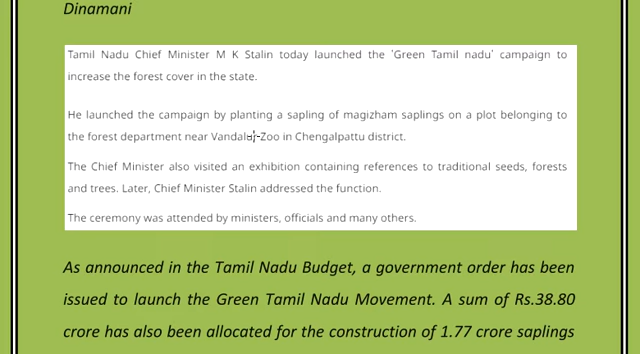 Dinamani
Tamil Nadu Chief Minister M K Stalin today launched the 'Green Tamil nadu' campaign to
increase the forest cover in the state.
He launched the campaign by planting a sapling of magizham saplings on a plot belonging to
the forest department near Zoo in Chengalpattu district.
The Chief Minister also visited an exhibition containing references to traditional seeds, forests
and trees. Later, Chief Minister Stalin addressed the function.
The ceremony was attended by ministers, officials and many others.
As announced in the Tamil Nadu Budget, a government order has been
issued to launch the Green Tamil Nadu Movement. A sum of Rs.38.80
crore has also been allocated for the construction of 1.77 crore saplings